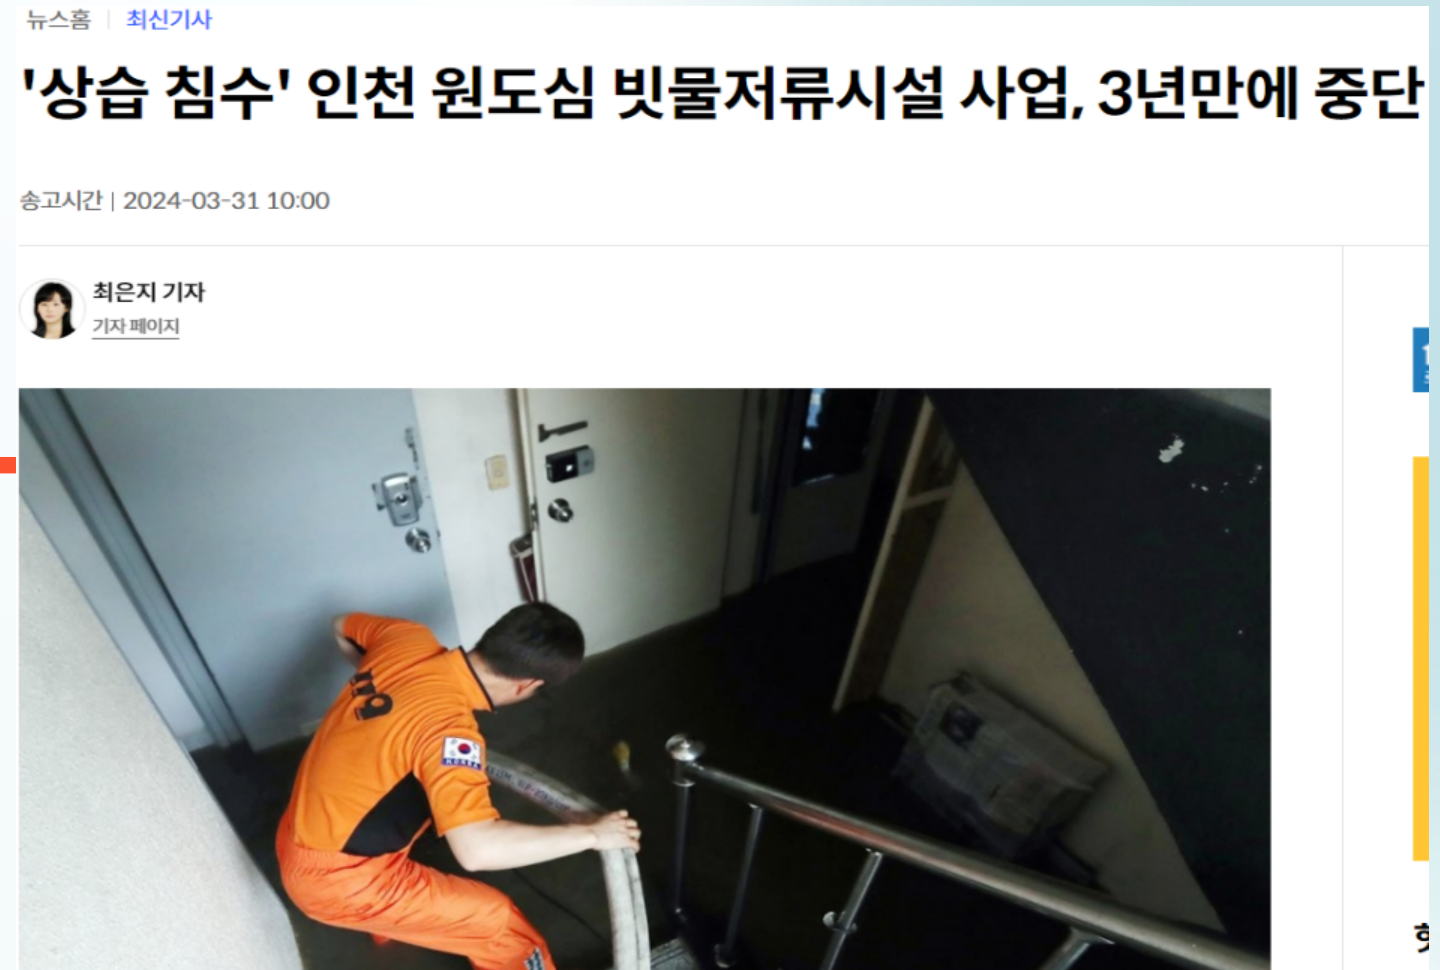 뉴스홈 | 최신기사
'상습 침수' 인천 원도심 빗물저류시설 사업, 3년만에 중단
송고시간 | 2024-03-31 10:00
최은지 기자
기자 페이지
KOREA